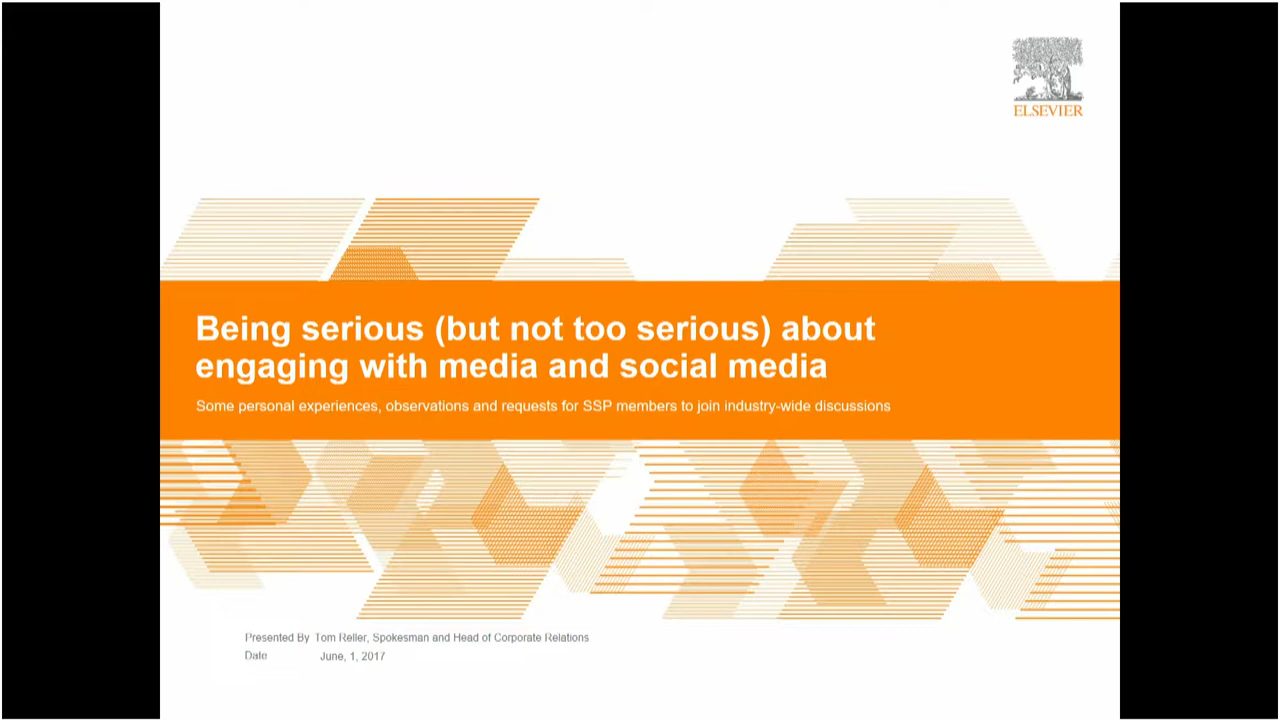 ELSEVIER
Being serious (but not too serious) about
engaging with media and social media
Some personal experiences, observations and requests for SSP members to join industry-wide discussions
Presented By Tom Reller, Spokesman and Head of Corporate Relations
Date June, 1, 2017